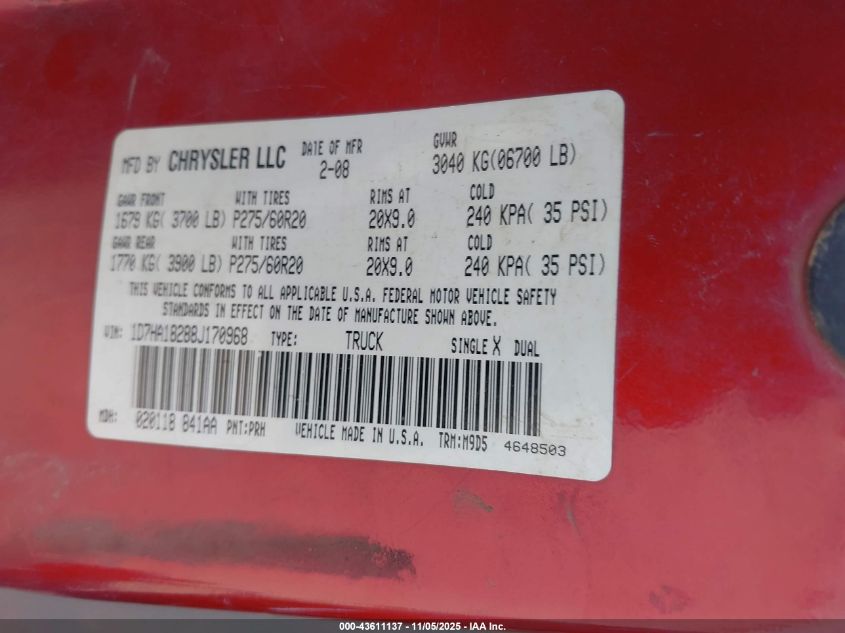 MFD BY CHRYSLER LLC DATE OF MFR GVWR
2-08 3040 KG(06700 LB)
GAWR FRONT WITH TIRES RIMS AT COLD
1679 KG( 3700 LB) P275/60R20 20X9.0 240 KPA( 35 PSI)
GAWR REAR WITH TIRES RIMS AT COLD
1770 KG( 3900 LB) P275/60R20 20X9.0 240 KPA( 35 PSI)
THIS VEHICLE CONFORMS TO ALL APPLICABLE U.S.A. FEDERAL MOTOR VEHICLE SAFETY
STANDARDS IN EFFECT ON THE DATE OF MANUFACTURE SHOWN ABOVE.
VIN: 1D7HA18288J170968 TYPE: TRUCK SINGLE X DUAL
MDH: 020118 841AA PNT:PRH VEHICLE MADE IN U.S.A. TRM:M9D5 4648503
000-43611137 - 11/05/2025 - IAA Inc.